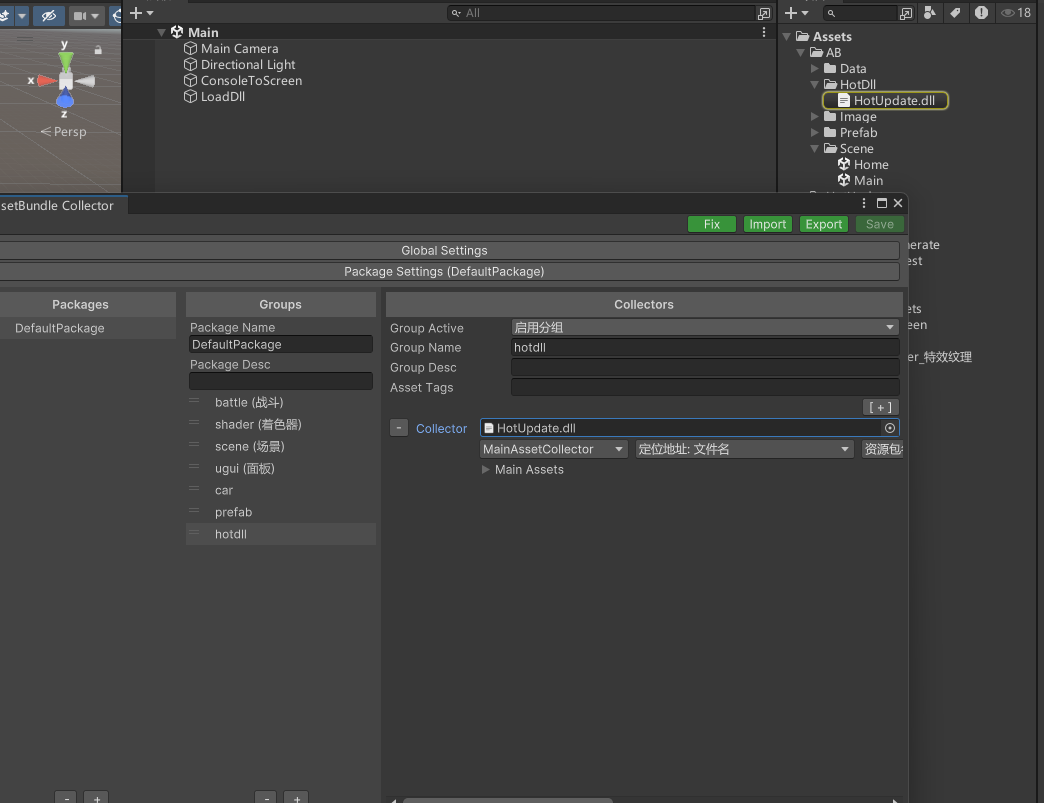 All
18
Main
Main Camera
Directional Light
ConsoleToScreen
LoadDll
y
x
z
Persp
Assets
AB
Data
HotDll
HotUpdate.dll
Image
Prefab
Scene
Home
Main
setBundle Collector
Fix
Import
Export
Save
Global Settings
Package Settings (DefaultPackage)
Packages
DefaultPackage
Groups
Package Name
DefaultPackage
Package Desc
battle (战斗)
shader (着色器)
scene (场景)
ugui (面板)
car
prefab
hotdll
Collectors
Group Active
启用分组
Group Name
hotdll
Group Desc
Asset Tags
[ + ]
-
Collector
HotUpdate.dll
MainAssetCollector
定位地址: 文件名
资源包
Main Assets
erate
est
ets
een
er_特效纹理
-
+
-
+